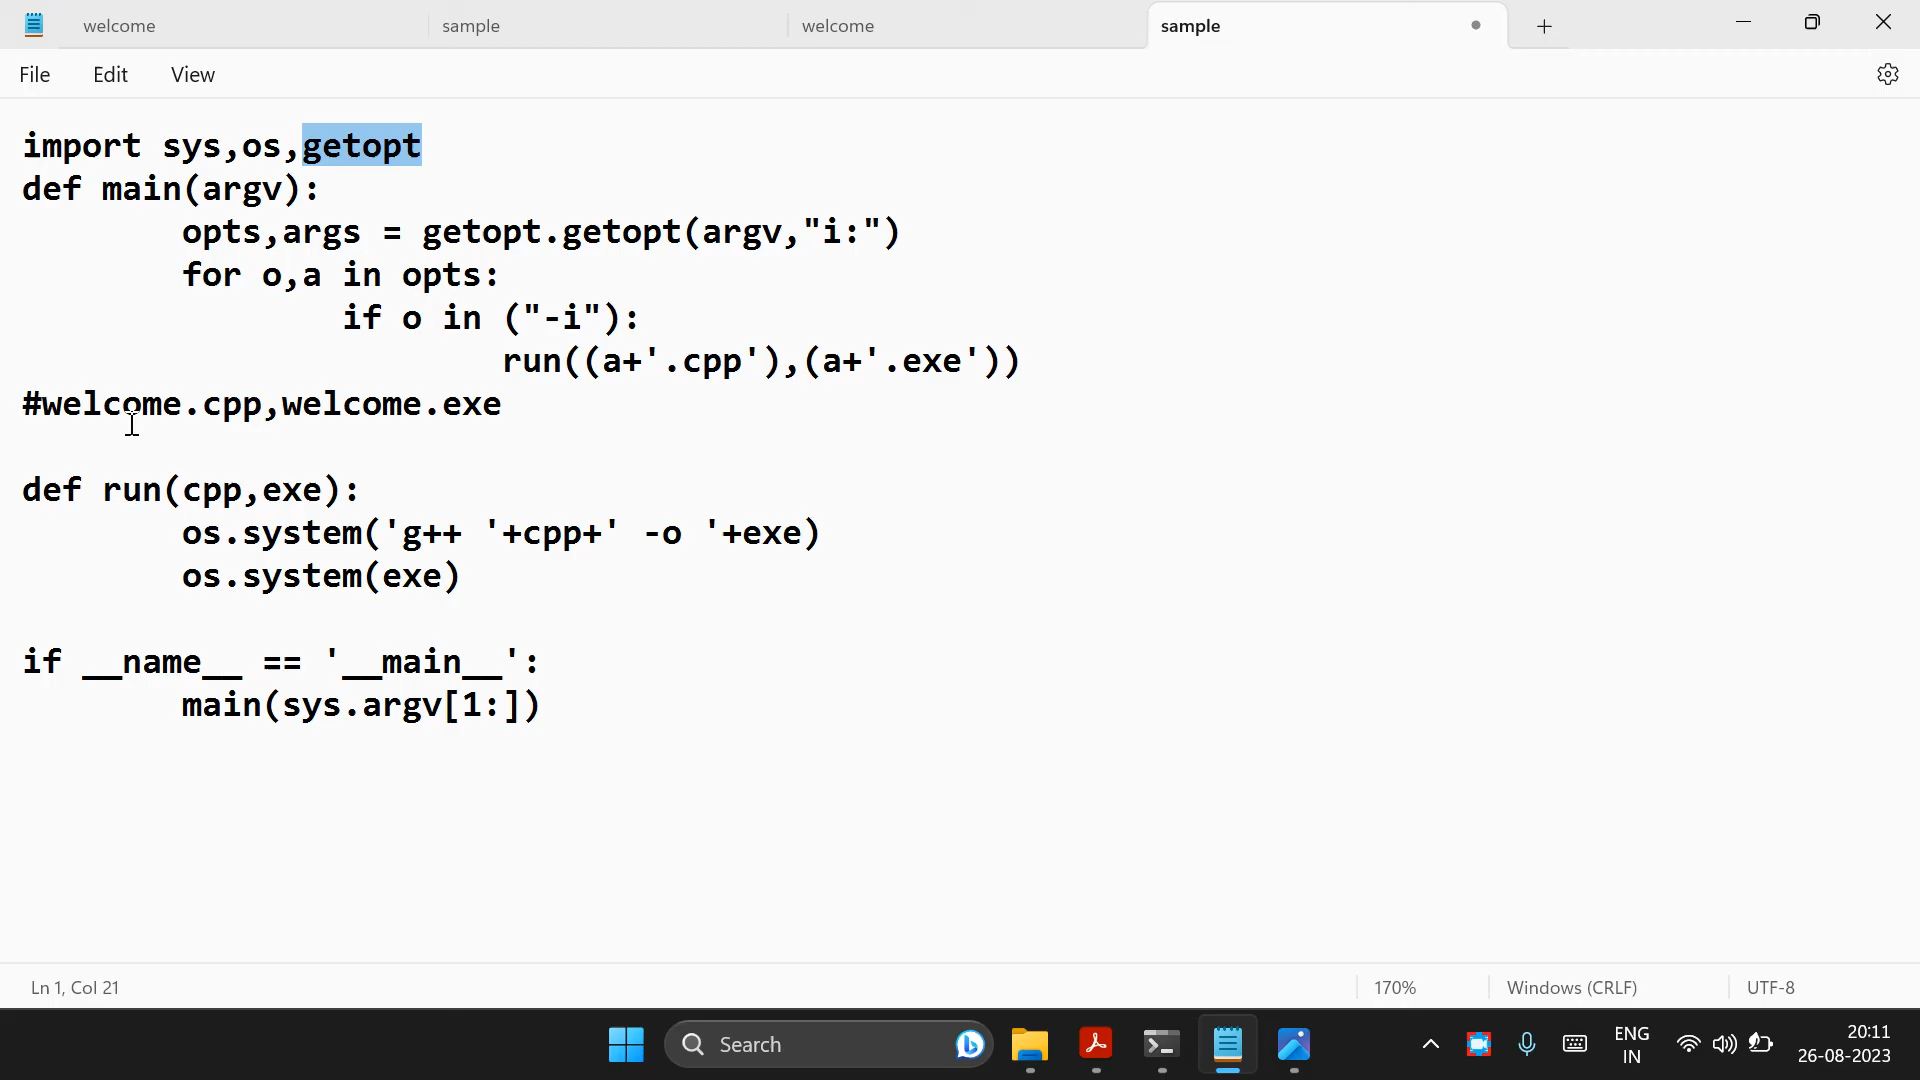 welcome sample welcome sample
File Edit View
import sys,os,getopt
def main(argv):
opts,args = getopt.getopt(argv,"i:")
for o,a in opts:
if o in ("-i"):
run((a+'.cpp'),(a+'.exe'))
#welcome.cpp,welcome.exe
def run(cpp,exe):
os.system('g++ '+cpp+' -o '+exe)
os.system(exe)
if __name__ == '__main__':
main(sys.argv[1:])
Ln 1, Col 21 170% Windows (CRLF) UTF-8
Search
ENG
IN
20:11
26-08-2023